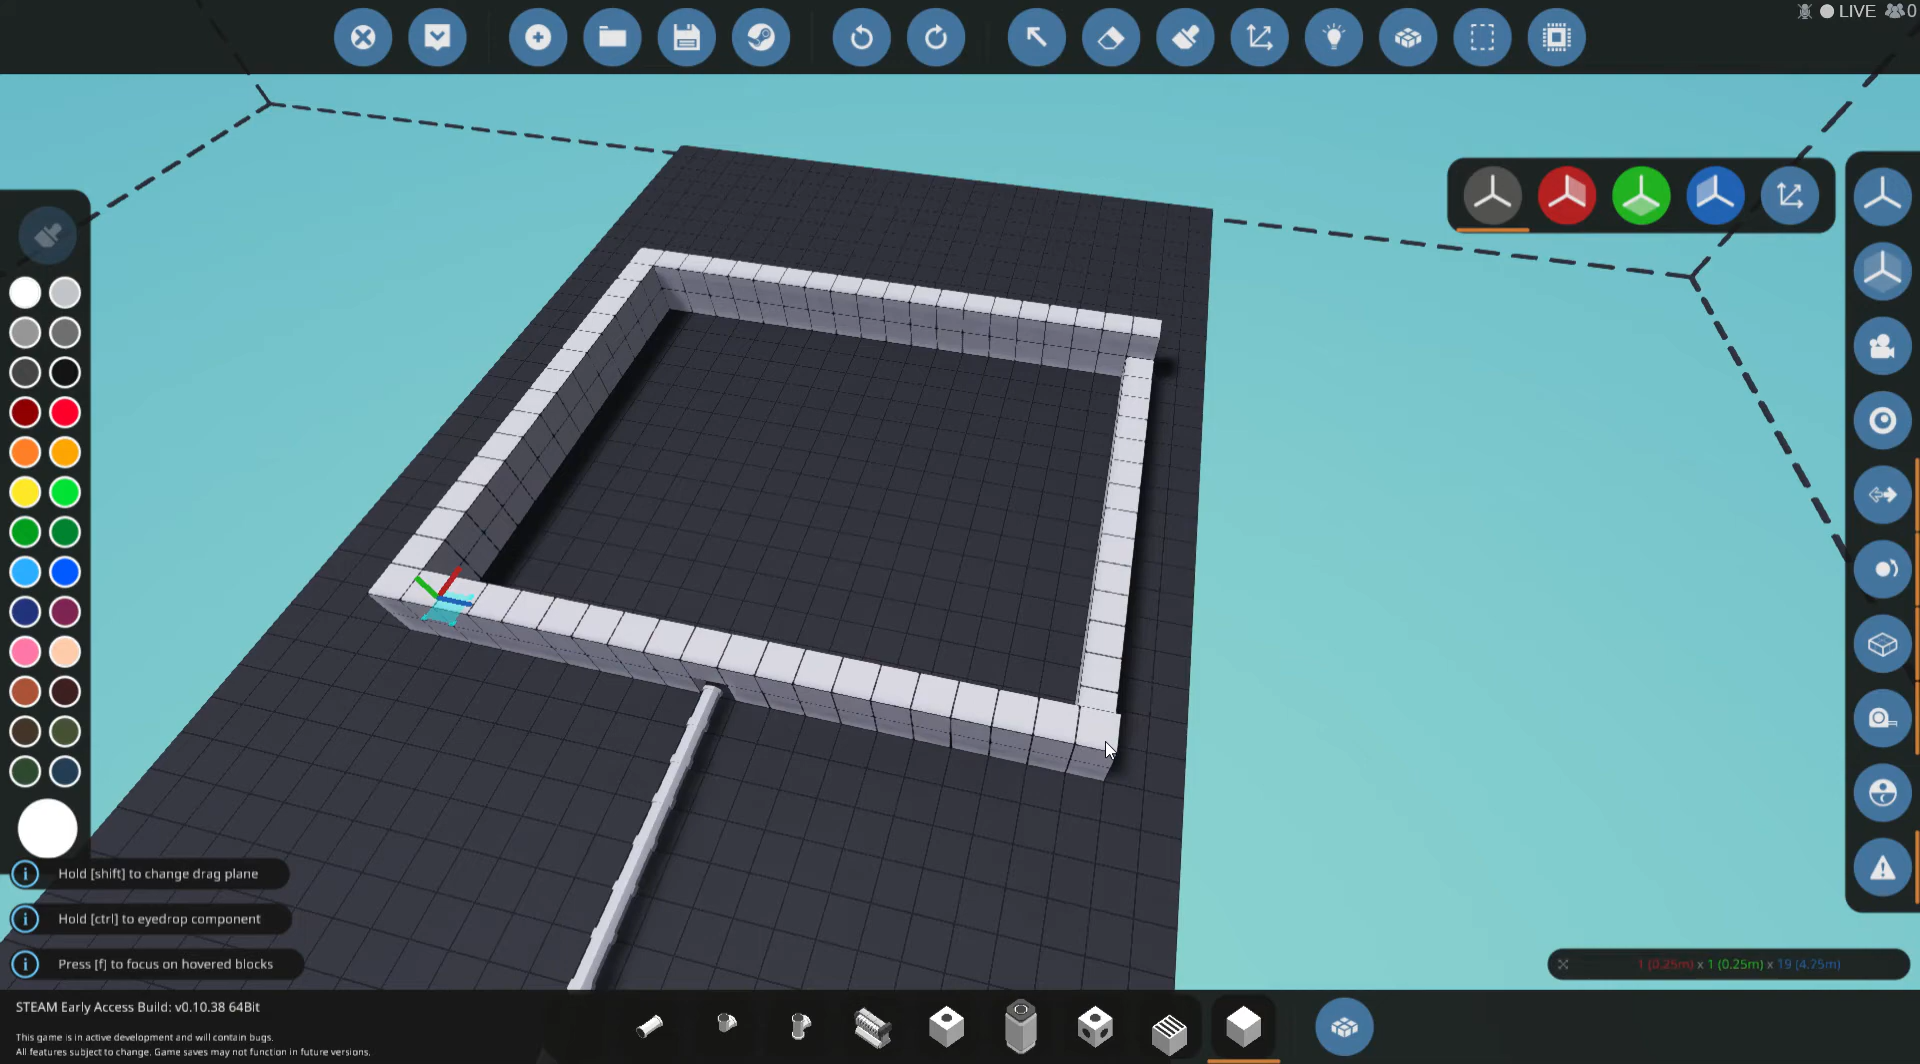 LIVE 0
Hold [shift] to change drag plane
Hold [ctrl] to eyedrop component
Press [f] to focus on hovered blocks
1 (0.25m) x 1 (0.25m) x 19 (4.75m)
STEAM Early Access Build: v0.10.38 64Bit
This game is in active development and will contain bugs.
All features subject to change. Game saves may not function in future versions.